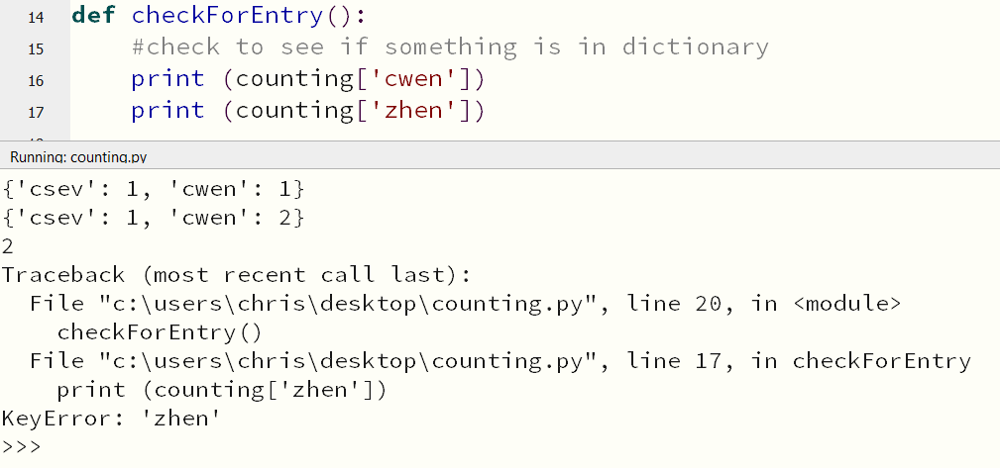 14 def checkForEntry():
15     #check to see if something is in dictionary
16     print (counting['cwen'])
17     print (counting['zhen'])
Running: counting.py
{'csev': 1, 'cwen': 1}
{'csev': 1, 'cwen': 2}
2
Traceback (most recent call last):
  File "c:\users\chris\desktop\counting.py", line 20, in <module>
    checkForEntry()
  File "c:\users\chris\desktop\counting.py", line 17, in checkForEntry
    print (counting['zhen'])
KeyError: 'zhen'
>>>